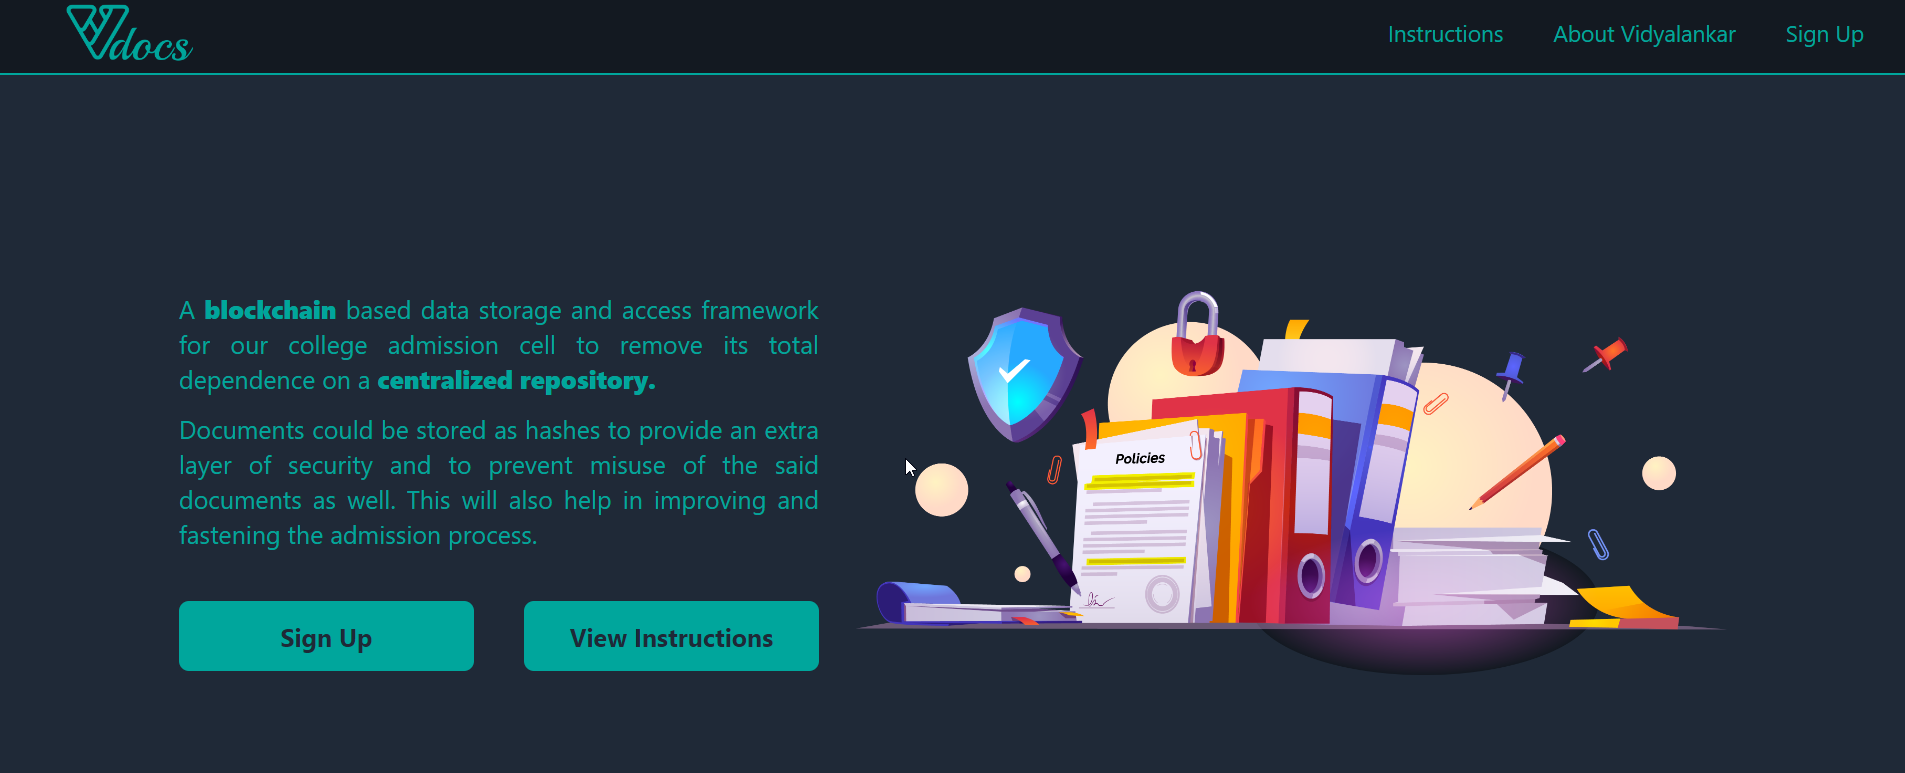 Vdocs
Instructions
About Vidyalankar
Sign Up
A blockchain based data storage and access framework
for our college admission cell to remove its total
dependence on a centralized repository.
Documents could be stored as hashes to provide an extra
layer of security and to prevent misuse of the said
documents as well. This will also help in improving and
fastening the admission process.
Sign Up
View Instructions
Policies